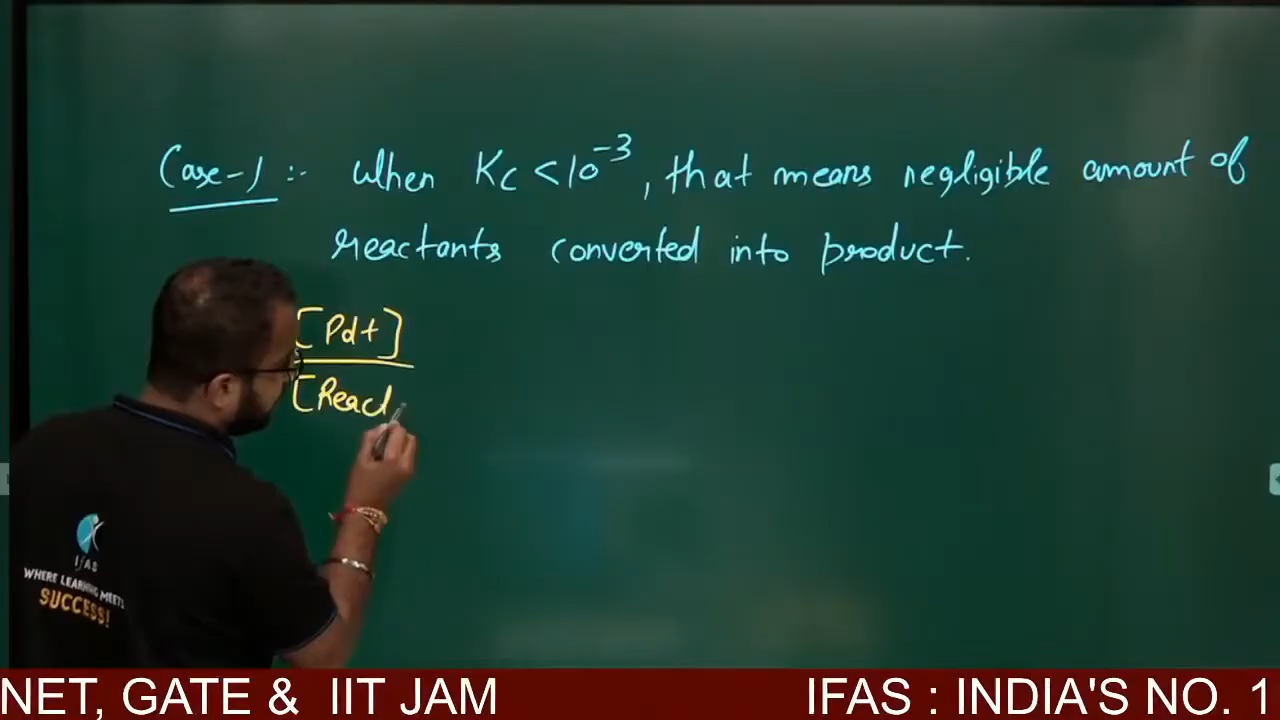 Case-1 :- when Kc < 10⁻³, that means negligible amount of
reactants converted into product.
[Pdt]
[Reac
IFAS
WHERE LEARNING MEETS
SUCCESS!
NET, GATE & IIT JAM
IFAS : INDIA'S NO. 1